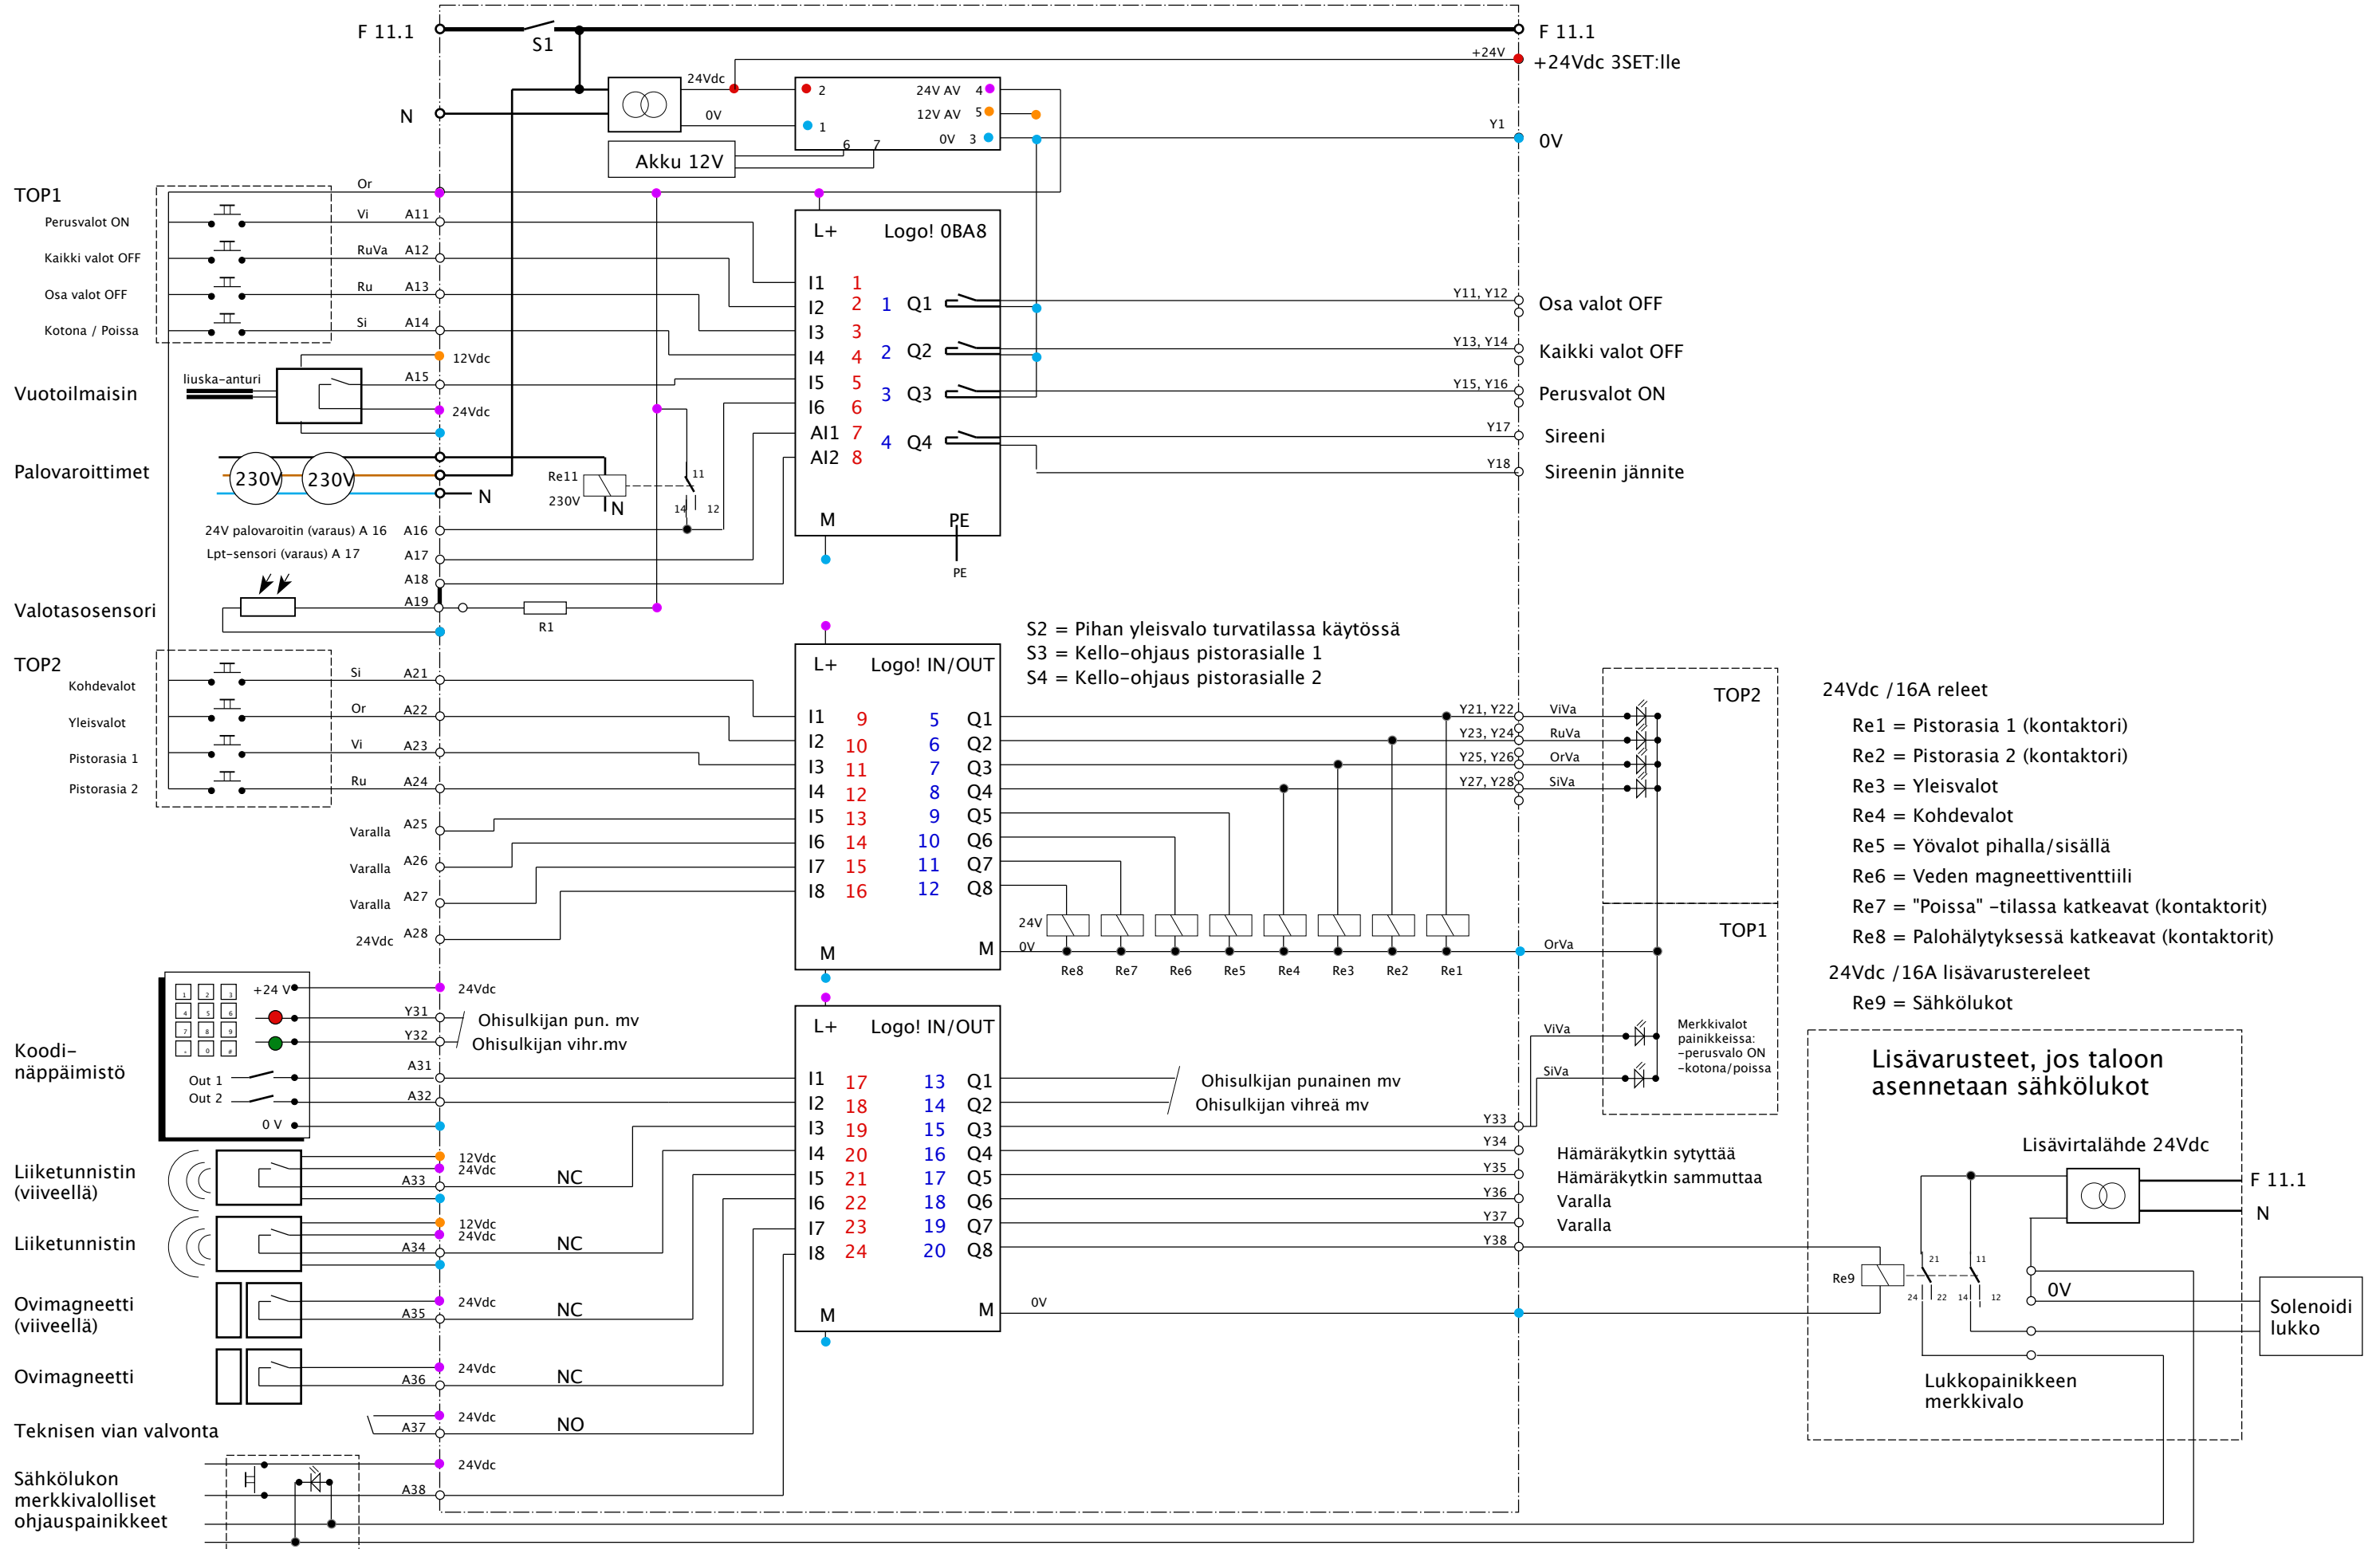 F 11.1
S1
F 11.1
+24V
+24Vdc 3SET:lle
24Vdc
2
24V AV 4
N
0V
1
12V AV 5
0V 3
Y1
0V
6 7
Akku 12V
TOP1
Or
Perusvalot ON
Vi A11
Kaikki valot OFF
RuVa A12
Osa valot OFF
Ru A13
Kotona / Poissa
Si A14
L+ Logo! 0BA8
I1 1
I2 2
I3 3
I4 4
I5 5
I6 6
AI1 7
AI2 8
1 Q1
2 Q2
3 Q3
4 Q4
M
PE
PE
Y11, Y12
Osa valot OFF
Y13, Y14
Kaikki valot OFF
Y15, Y16
Perusvalot ON
Y17
Sireeni
Y18
Sireenin jännite
Vuotoilmaisin
liuska-anturi
12Vdc
A15
24Vdc
Palovaroittimet
230V
230V
N
Re11
230V
N
11
14 12
24V palovaroitin (varaus) A 16
A16
Lpt-sensori (varaus) A 17
A17
A18
Valotasosensori
A19
R1
S2 = Pihan yleisvalo turvatilassa käytössä
S3 = Kello-ohjaus pistorasialle 1
S4 = Kello-ohjaus pistorasialle 2
TOP2
Kohdevalot
Si A21
Yleisvalot
Or A22
Pistorasia 1
Vi A23
Pistorasia 2
Ru A24
Varalla A25
Varalla A26
Varalla A27
24Vdc A28
L+ Logo! IN/OUT
I1 9 5 Q1
I2 10 6 Q2
I3 11 7 Q3
I4 12 8 Q4
I5 13 9 Q5
I6 14 10 Q6
I7 15 11 Q7
I8 16 12 Q8
M
M
24V
0V
Re8 Re7 Re6 Re5 Re4 Re3 Re2 Re1
Y21, Y22 ViVa
Y23, Y24 RuVa
Y25, Y26 OrVa
Y27, Y28 SiVa
OrVa
TOP2
TOP1
ViVa
SiVa
Merkkivalot
painikkeissa:
-perusvalo ON
-kotona/poissa
24Vdc /16A releet
Re1 = Pistorasia 1 (kontaktori)
Re2 = Pistorasia 2 (kontaktori)
Re3 = Yleisvalot
Re4 = Kohdevalot
Re5 = Yövalot pihalla/sisällä
Re6 = Veden magneettiventtiili
Re7 = "Poissa" -tilassa katkeavat (kontaktorit)
Re8 = Palohälytyksessä katkeavat (kontaktorit)
24Vdc /16A lisävarustereleet
Re9 = Sähkölukot
Koodi-
näppäimistö
1 2 3
4 5 6
7 8 9
* 0 #
+24 V
Out 1
Out 2
0 V
24Vdc
Y31
Ohisulkijan pun. mv
Y32
Ohisulkijan vihr.mv
A31
A32
L+ Logo! IN/OUT
I1 17 13 Q1
I2 18 14 Q2
I3 19 15 Q3
I4 20 16 Q4
I5 21 17 Q5
I6 22 18 Q6
I7 23 19 Q7
I8 24 20 Q8
M
M
0V
Ohisulkijan punainen mv
Ohisulkijan vihreä mv
Y33
Y34
Hämäräkytkin sytyttää
Y35
Hämäräkytkin sammuttaa
Y36
Varalla
Y37
Varalla
Y38
Liiketunnistin
(viiveellä)
12Vdc
24Vdc
A33
NC
Liiketunnistin
12Vdc
24Vdc
A34
NC
Ovimagneetti
(viiveellä)
24Vdc
A35
NC
Ovimagneetti
24Vdc
A36
NC
Teknisen vian valvonta
24Vdc
A37
NO
Sähkölukon
merkkivalolliset
ohjauspainikkeet
24Vdc
A38
Lisävarusteet, jos taloon
asennetaan sähkölukot
Lisävirtalähde 24Vdc
F 11.1
N
Re9
21 11
24 22 14 12
0V
Solenoidi
lukko
Lukkopainikkeen
merkkivalo